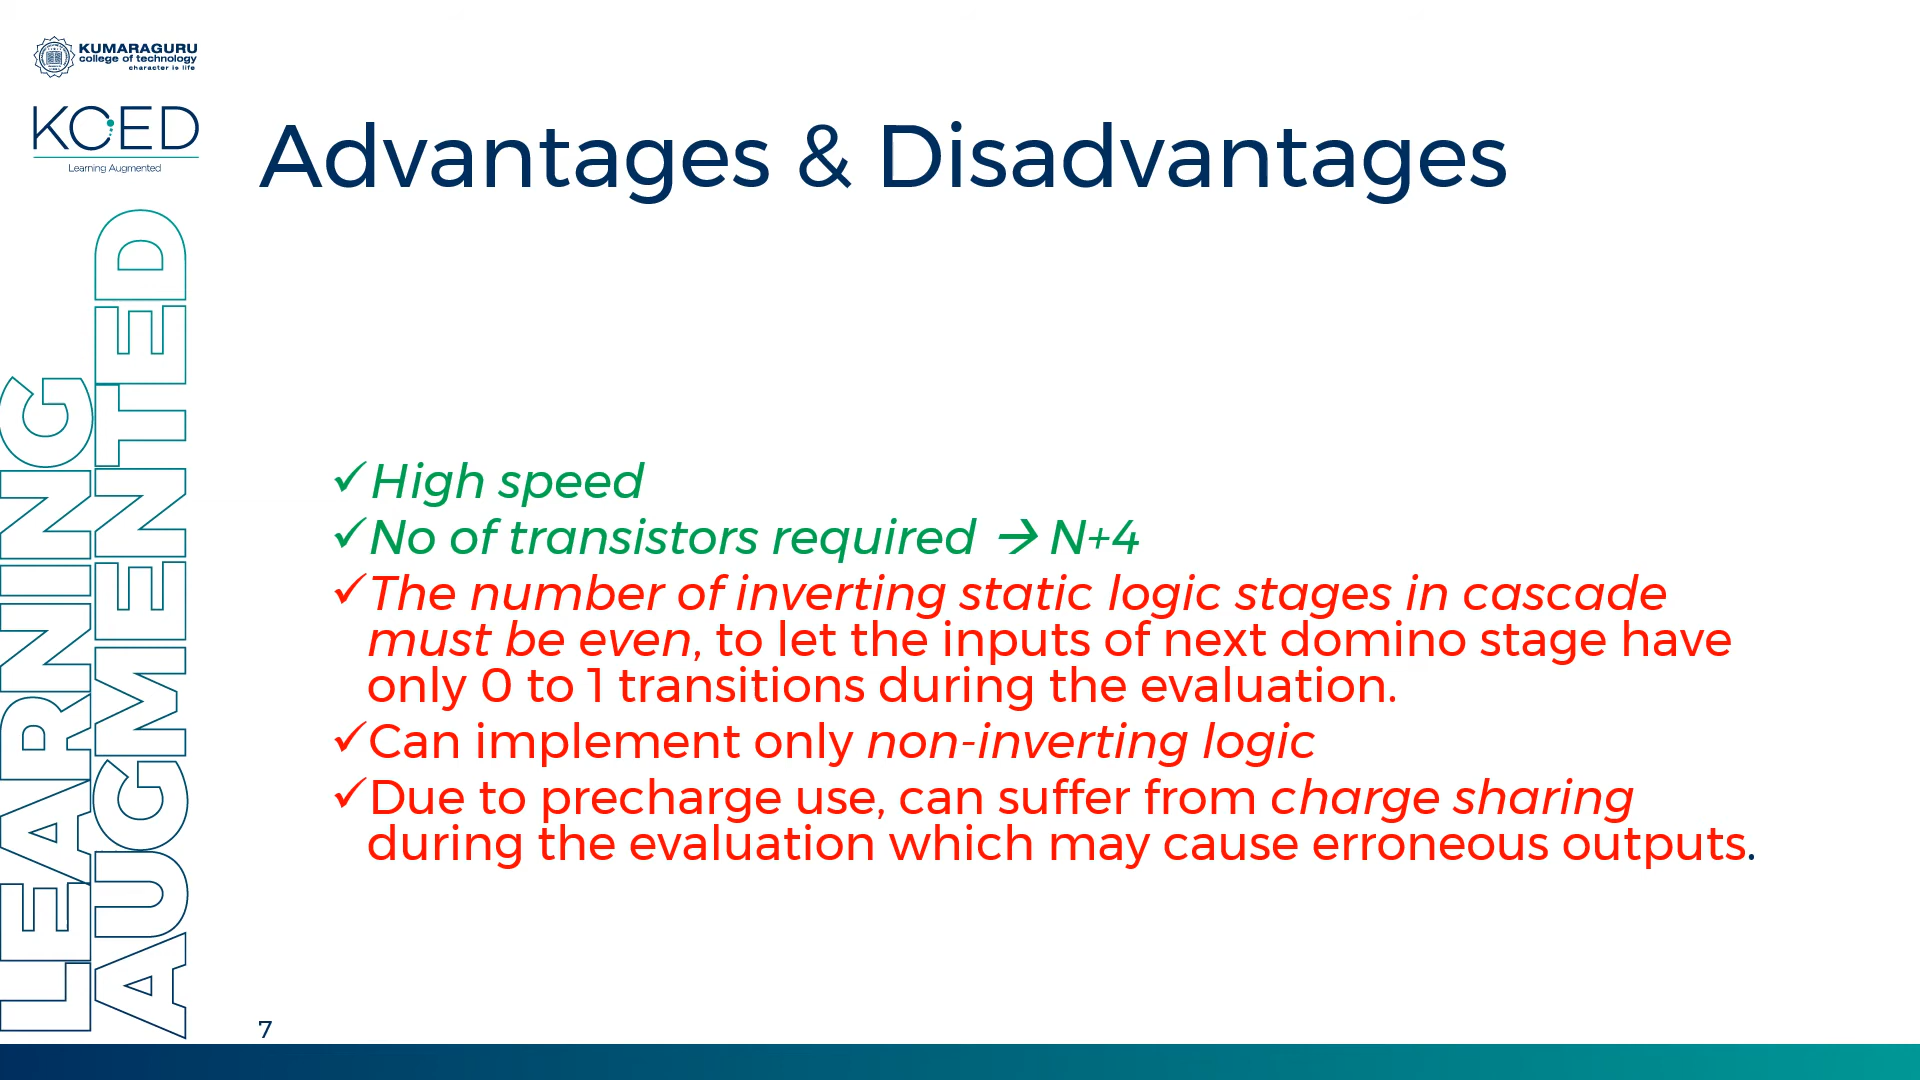 KUMARAGURU
college of technology
character is life
KCED
Learning Augmented
LEARNING
AUGMENTED
Advantages & Disadvantages
✓High speed
✓No of transistors required → N+4
✓The number of inverting static logic stages in cascade
must be even, to let the inputs of next domino stage have
only 0 to 1 transitions during the evaluation.
✓Can implement only non-inverting logic
✓Due to precharge use, can suffer from charge sharing
during the evaluation which may cause erroneous outputs.
7